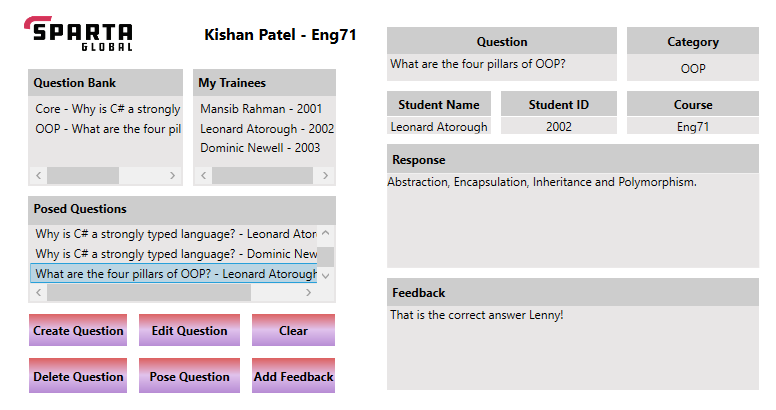 SPARTA
GLOBAL
Kishan Patel - Eng71
Question Bank
Core - Why is C# a strongly
OOP - What are the four pil
My Trainees
Mansib Rahman - 2001
Leonard Atorough - 2002
Dominic Newell - 2003
Posed Questions
Why is C# a strongly typed language? - Leonard Ator
Why is C# a strongly typed language? - Dominic New
What are the four pillars of OOP? - Leonard Atorough
Create Question
Edit Question
Clear
Delete Question
Pose Question
Add Feedback
Question
What are the four pillars of OOP?
Category
OOP
Student Name
Leonard Atorough
Student ID
2002
Course
Eng71
Response
Abstraction, Encapsulation, Inheritance and Polymorphism.
Feedback
That is the correct answer Lenny!